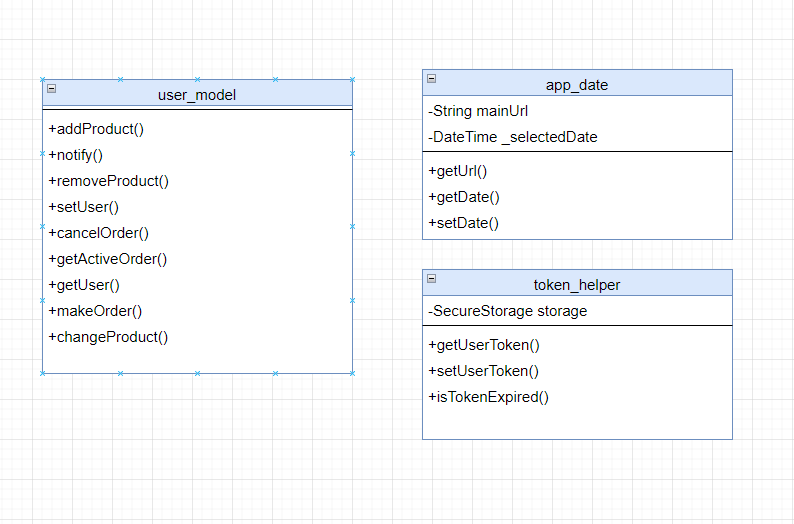 user_model
+addProduct()
+notify()
+removeProduct()
+setUser()
+cancelOrder()
+getActiveOrder()
+getUser()
+makeOrder()
+changeProduct()
app_date
-String mainUrl
-DateTime _selectedDate
+getUrl()
+getDate()
+setDate()
token_helper
-SecureStorage storage
+getUserToken()
+setUserToken()
+isTokenExpired()